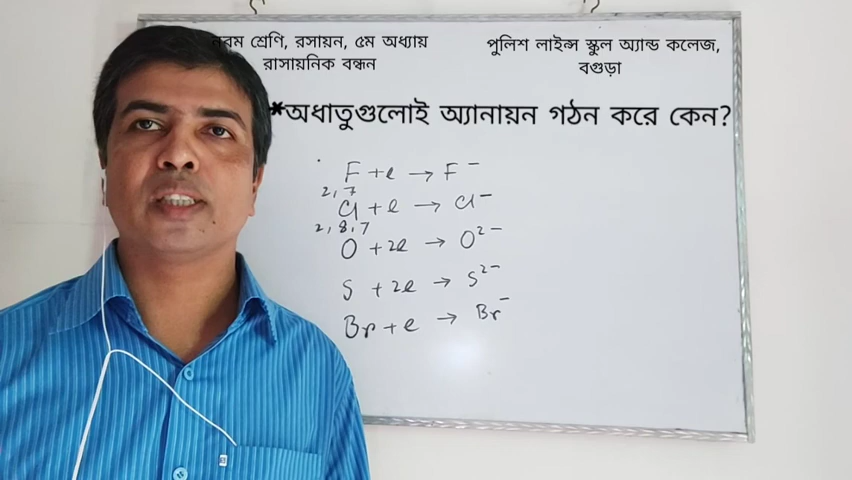 নবম শ্রেণি, রসায়ন, ৫ম অধ্যায়
রাসায়নিক বন্ধন
পুলিশ লাইন্স স্কুল অ্যান্ড কলেজ,
বগুড়া
*অধাতুগুলোই অ্যানায়ন গঠন করে কেন?
F + e → F⁻
2, 7
Cl + e → Cl⁻
2, 8, 7
O + 2e → O²⁻
S + 2e → S²⁻
Br + e → Br⁻